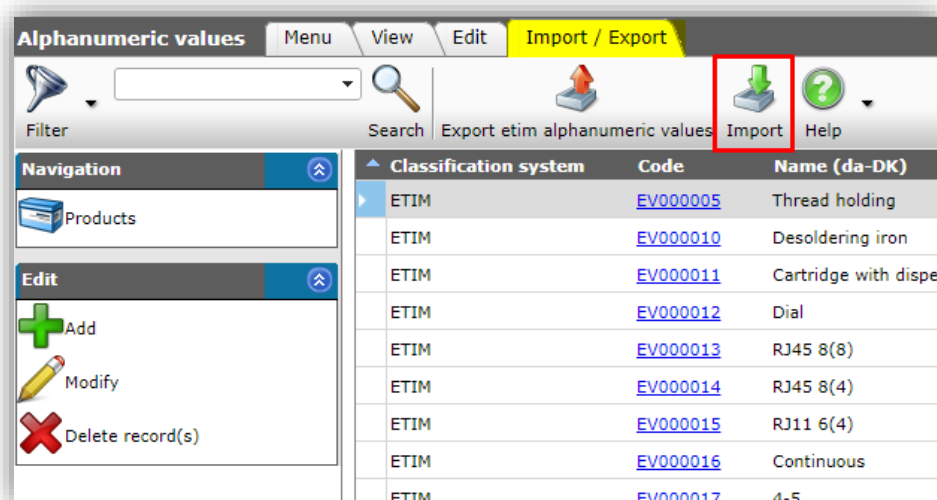 Alphanumeric values Menu View Edit Import / Export
Filter Search Export etim alphanumeric values Import Help
Navigation
Products
Edit
Add
Modify
Delete record(s)
Classification system Code Name (da-DK)
ETIM EV000005 Thread holding
ETIM EV000010 Desoldering iron
ETIM EV000011 Cartridge with dispe
ETIM EV000012 Dial
ETIM EV000013 RJ45 8(8)
ETIM EV000014 RJ45 8(4)
ETIM EV000015 RJ11 6(4)
ETIM EV000016 Continuous
ETIM EV000017 4-5